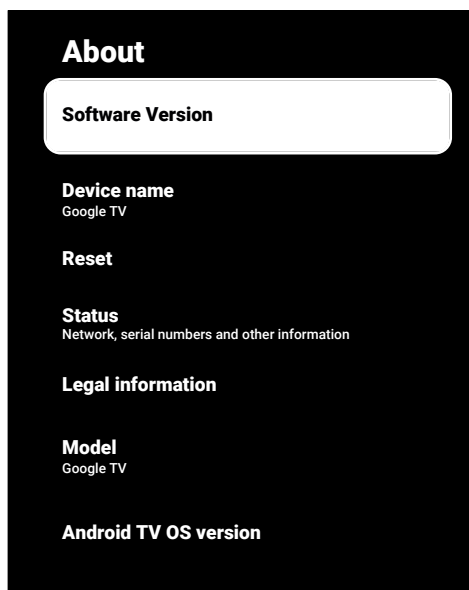 About
Software Version
Device name
Google TV
Reset
Status
Network, serial numbers and other information
Legal information
Model
Google TV
Android TV OS version